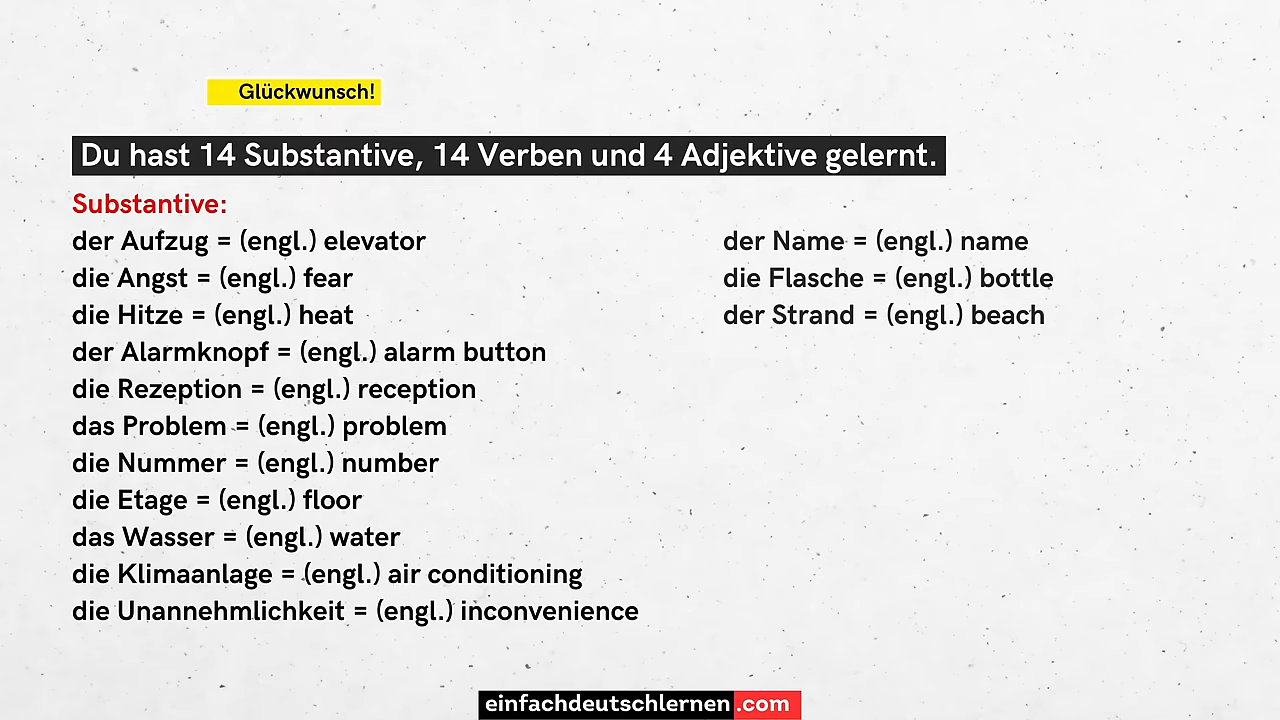 Glückwunsch!
Du hast 14 Substantive, 14 Verben und 4 Adjektive gelernt.
Substantive:
der Aufzug = (engl.) elevator
die Angst = (engl.) fear
die Hitze = (engl.) heat
der Alarmknopf = (engl.) alarm button
die Rezeption = (engl.) reception
das Problem = (engl.) problem
die Nummer = (engl.) number
die Etage = (engl.) floor
das Wasser = (engl.) water
die Klimaanlage = (engl.) air conditioning
die Unannehmlichkeit = (engl.) inconvenience
der Name = (engl.) name
die Flasche = (engl.) bottle
der Strand = (engl.) beach
einfachdeutschlernen.com